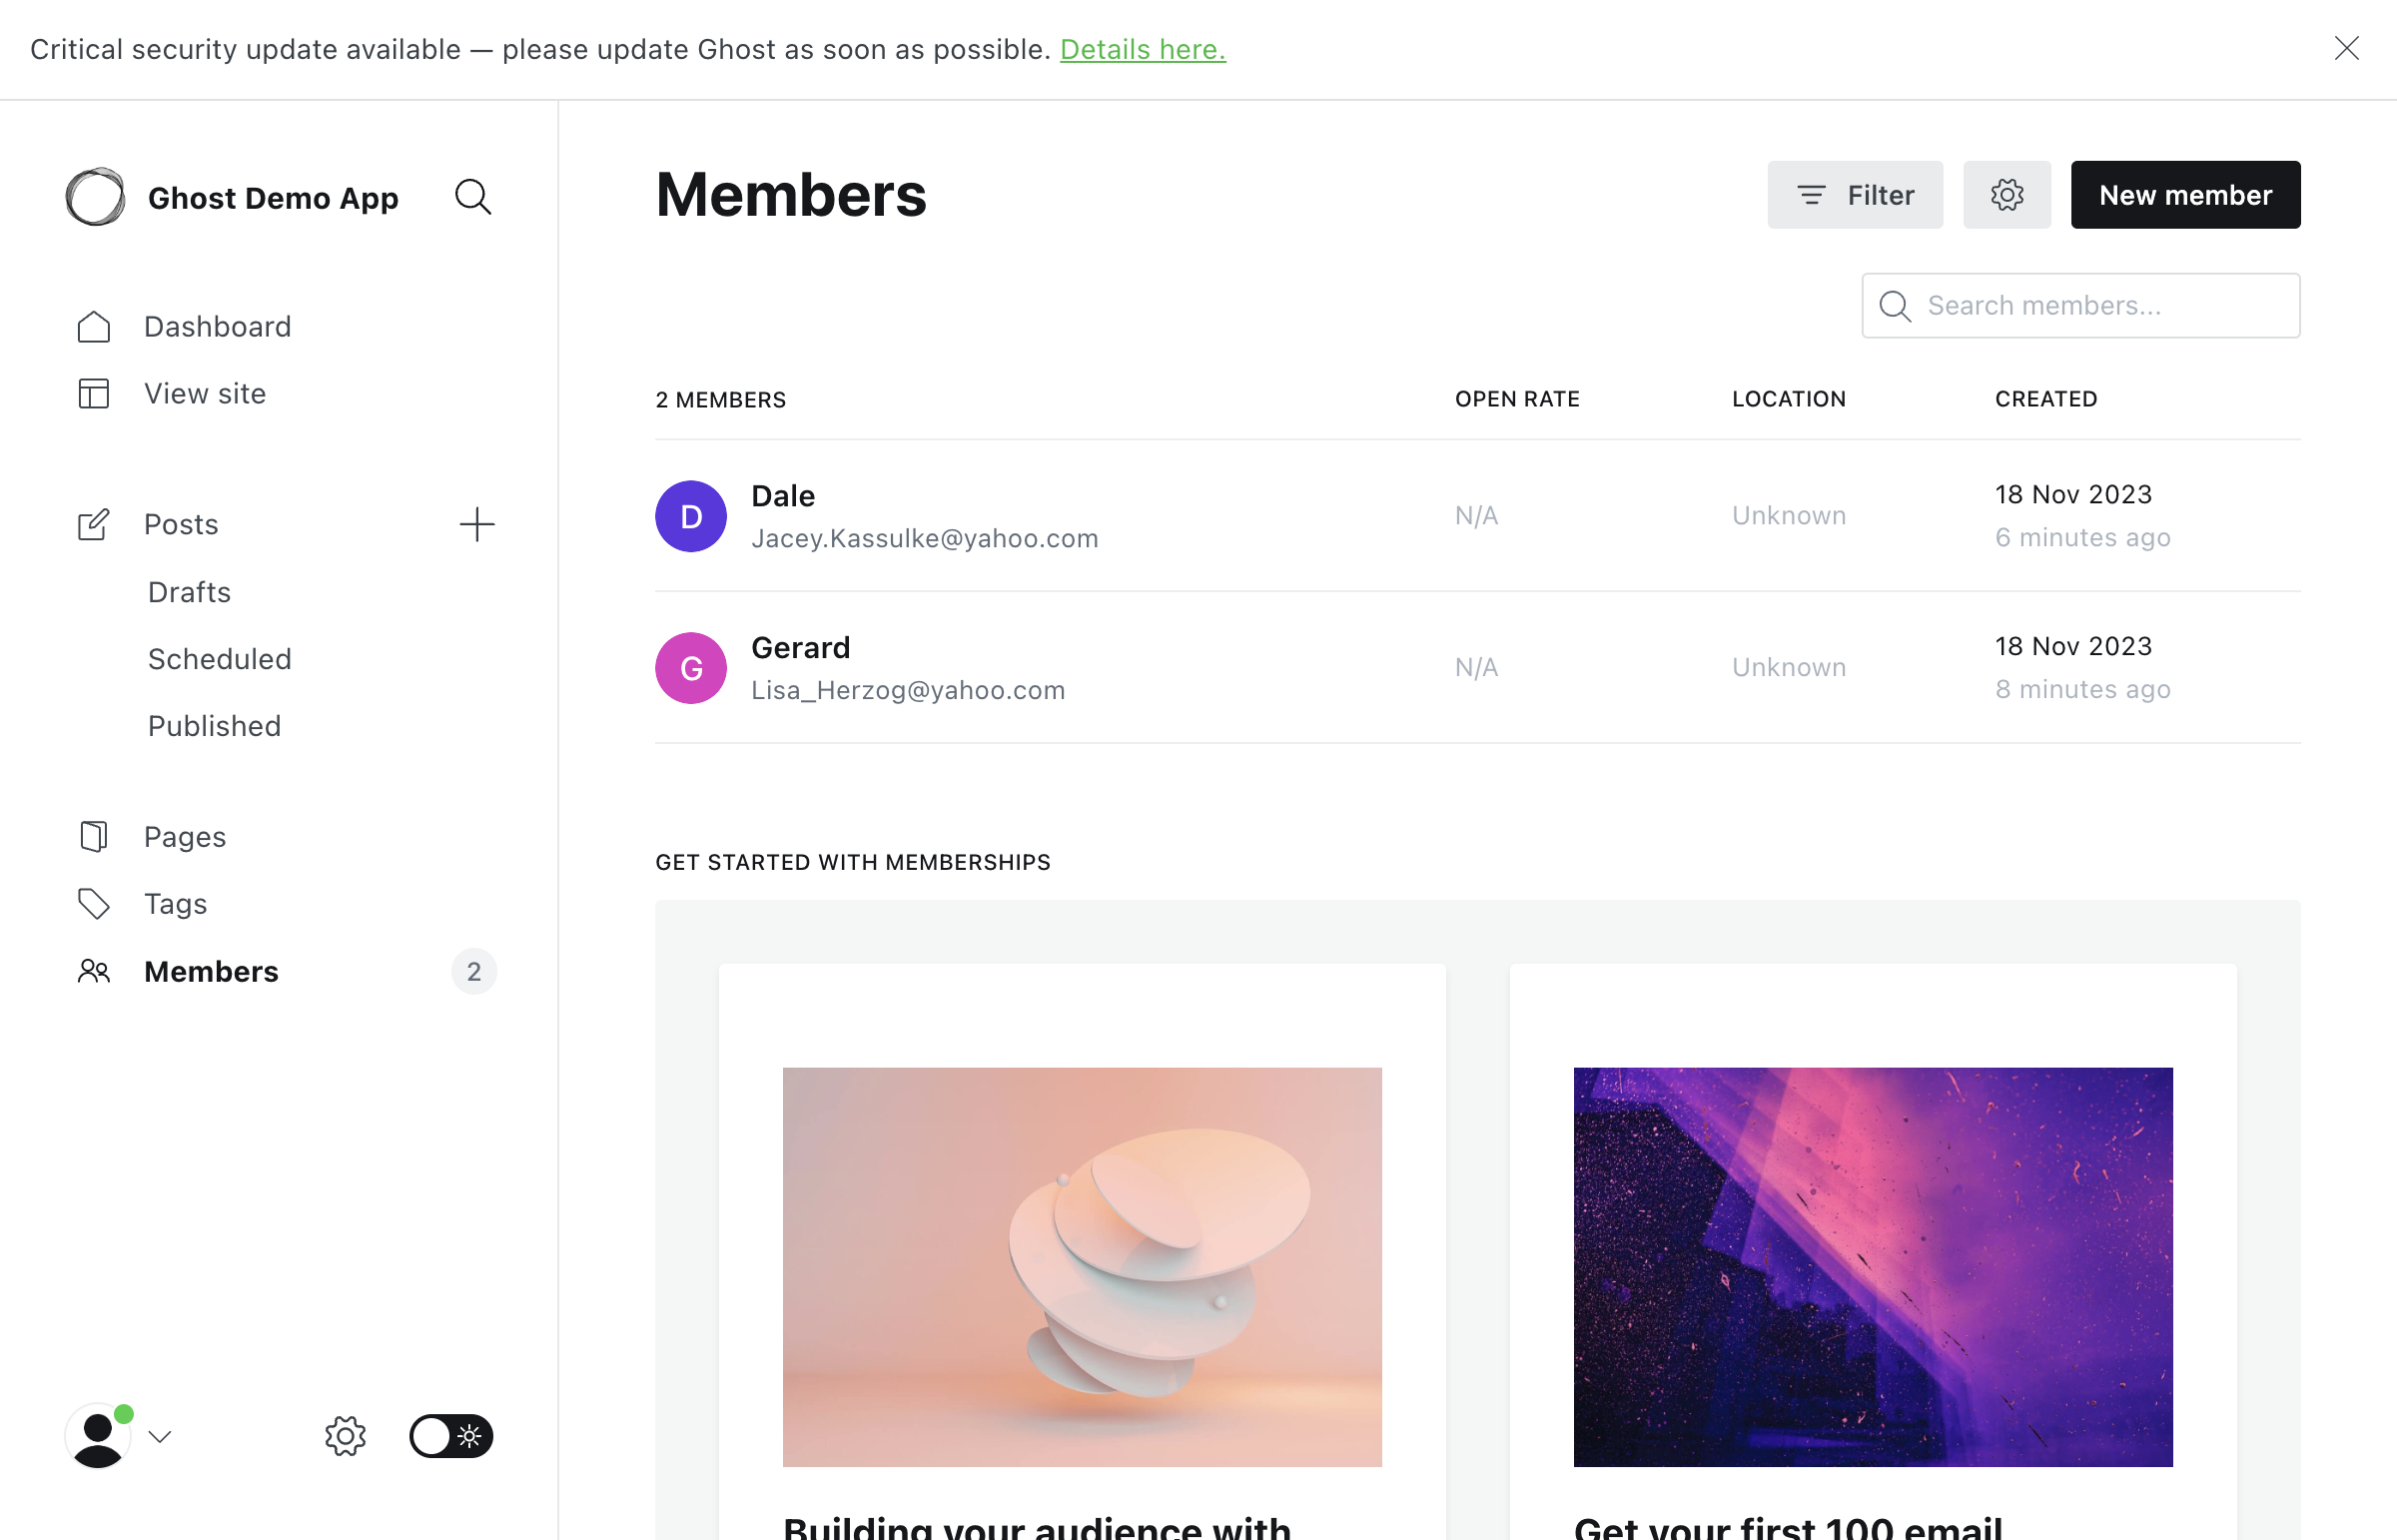 Critical security update available — please update Ghost as soon as possible. Details here.
Ghost Demo App
Dashboard
View site
Posts
Drafts
Scheduled
Published
Pages
Tags
Members 2
Members
Filter
New member
Search members...
2 MEMBERS OPEN RATE LOCATION CREATED
D
Dale
Jacey.Kassulke@yahoo.com
N/A
Unknown
18 Nov 2023
6 minutes ago
G
Gerard
Lisa_Herzog@yahoo.com
N/A
Unknown
18 Nov 2023
8 minutes ago
GET STARTED WITH MEMBERSHIPS
Building your audience with
Get your first 100 email